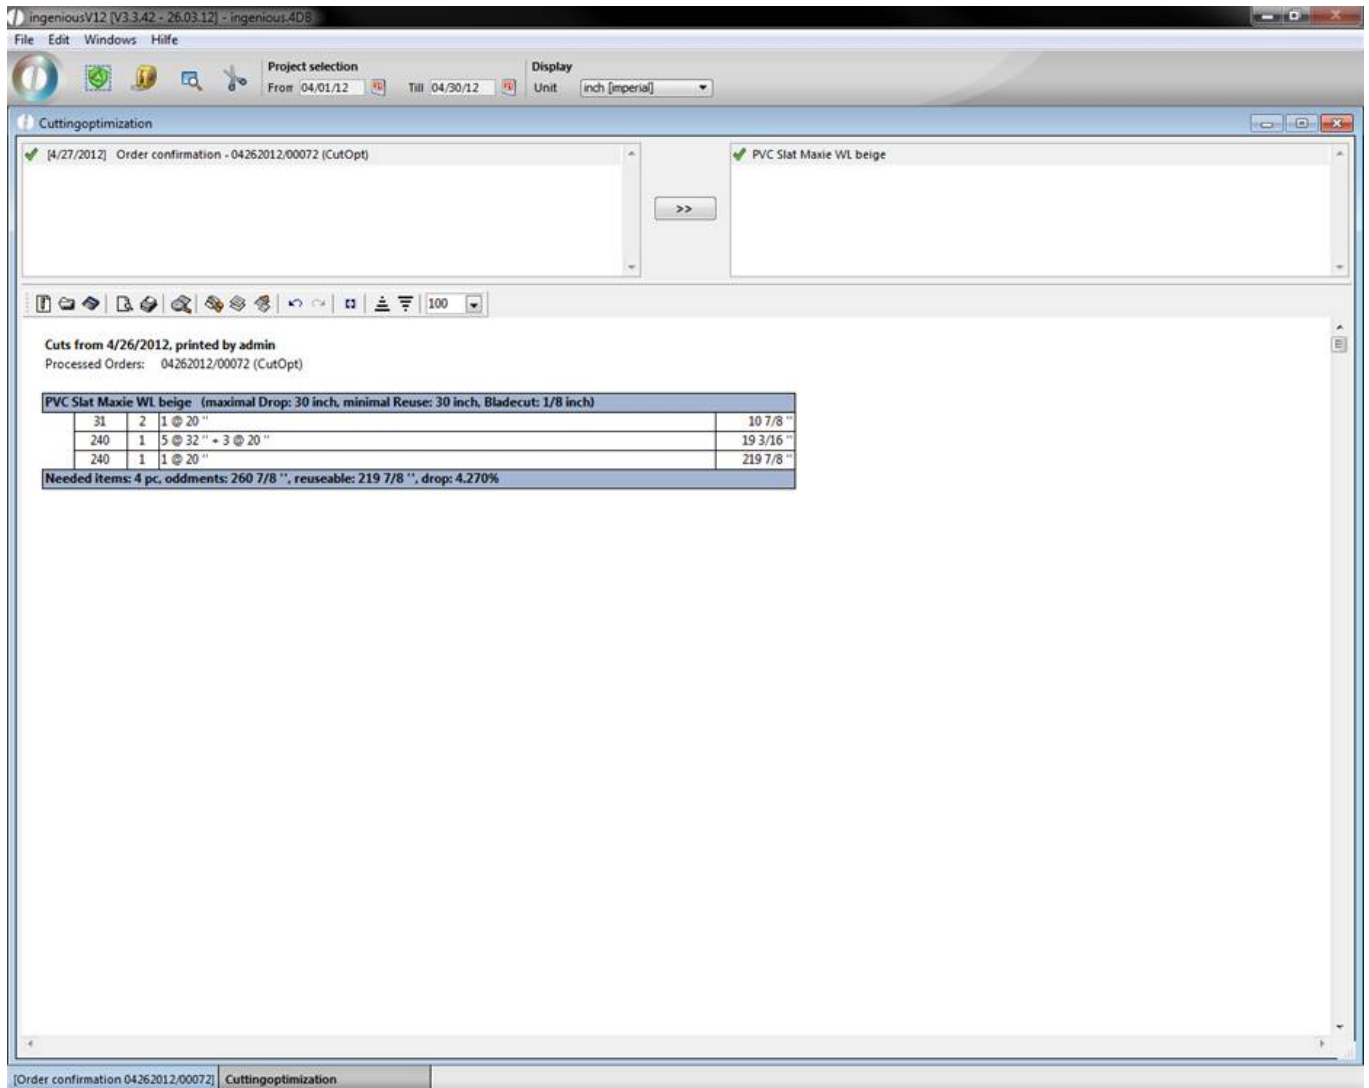 ingeniousV12 [V3.3.42 - 26.03.12] - ingenious.4DB
File Edit Windows Hilfe
Project selection Display
From 04/01/12 Till 04/30/12 Unit inch [imperial]
Cuttingoptimization
[4/27/2012] Order confirmation - 04262012/00072 (CutOpt)
PVC Slat Maxie WL beige
>>
100
Cuts from 4/26/2012, printed by admin
Processed Orders: 04262012/00072 (CutOpt)
PVC Slat Maxie WL beige (maximal Drop: 30 inch, minimal Reuse: 30 inch, Bladecut: 1/8 inch)
31 2 1 @ 20 '' 10 7/8 ''
240 1 5 @ 32 '' + 3 @ 20 '' 19 3/16 ''
240 1 1 @ 20 '' 219 7/8 ''
Needed items: 4 pc, oddments: 260 7/8 '', reuseable: 219 7/8 '', drop: 4.270%
[Order confirmation 04262012/00072] Cuttingoptimization